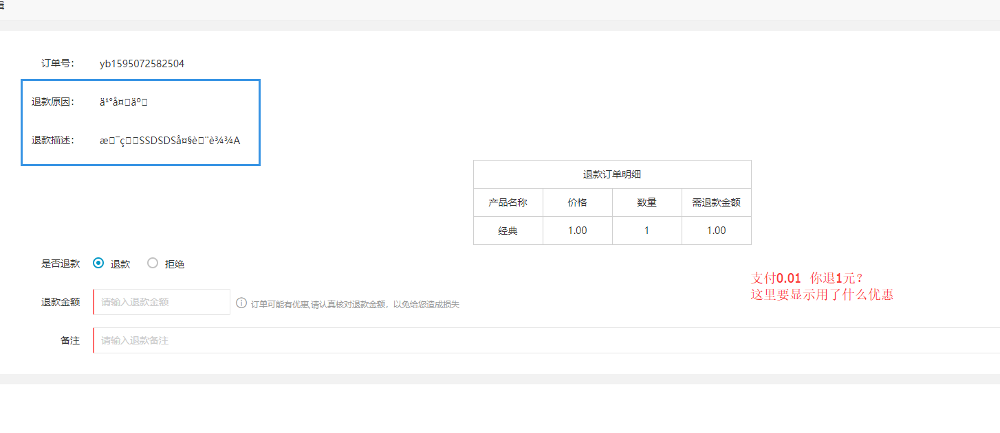 订单号： yb1595072582504
退款原因： ä¹°å¤□äº□
退款描述： æ□¯ç□□SSDSDSå¤§è□¨è¾¾A
退款订单明细
产品名称 价格 数量 需退款金额
经典 1.00 1 1.00
是否退款 退款 拒绝
支付0.01 你退1元？
这里要显示用了什么优惠
退款金额 请输入退款金额 订单可能有优惠,请认真核对退款金额，以免给您造成损失
备注 请输入退款备注